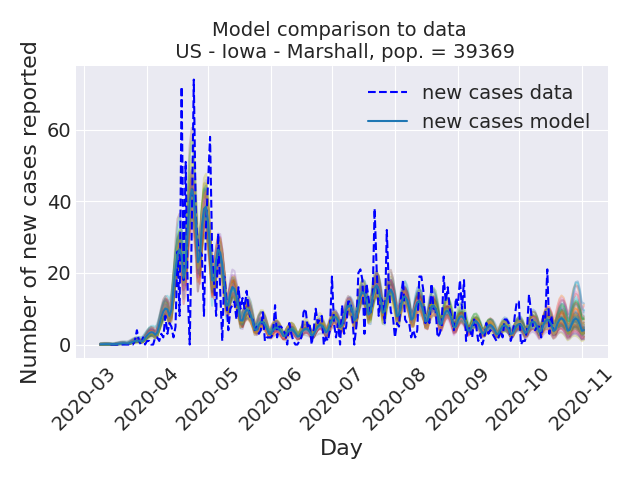 Model comparison to data
US - Iowa - Marshall, pop. = 39369
Number of new cases reported
60
40
20
0
new cases data
new cases model
2020-03
2020-04
2020-05
2020-06
2020-07
2020-08
2020-09
2020-10
2020-11
Day